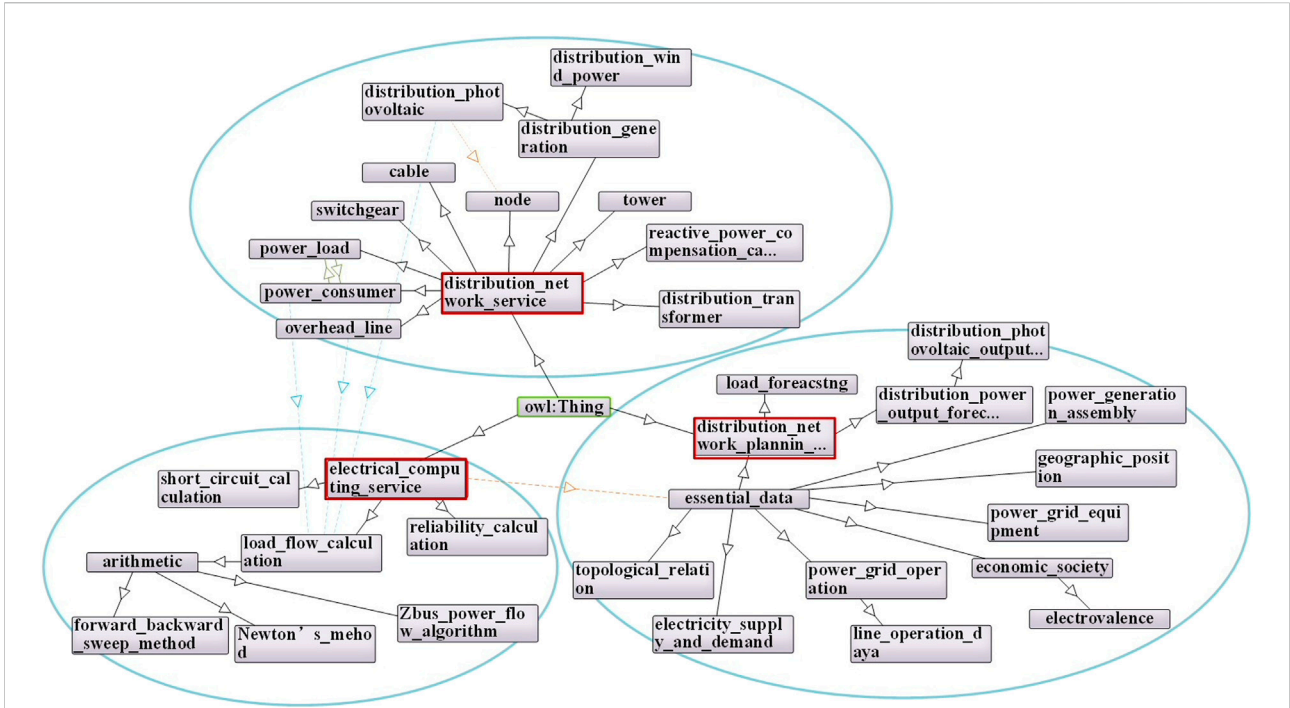 distribution_win
d_power
distribution_phot
ovoltaic
distribution_gene
ration
cable
node
tower
switchgear
reactive_power_co
mpensation_ca...
power_load
distribution_net
work_service
power_consumer
distribution_tra
nsformer
overhead_line
distribution_phot
ovoltaic_output...
load_foreacstng
owl:Thing
distribution_power
_output_forec...
power_generatio
n_assembly
distribution_net
work_plannin_...
electrical_compu
ting_service
short_circuit_cal
culation
geographic_posit
ion
essential_data
reliability_calcul
ation
power_grid_equi
pment
load_flow_calcul
ation
arithmetic
topological_relati
on
power_grid_oper
ation
economic_society
forward_backward
_sweep_method
Newton’s_meho
d
Zbus_power_flo
w_algorithm
electricity_suppl
y_and_demand
line_operation_d
aya
electrovalence